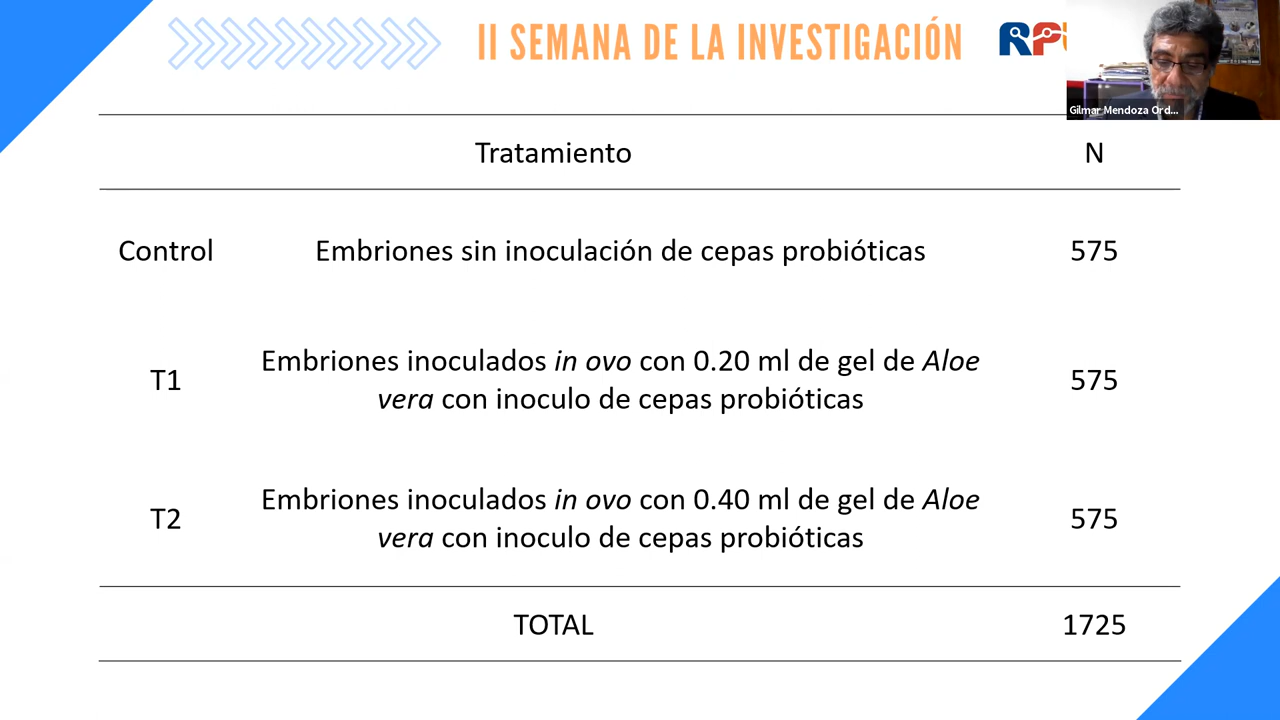 II SEMANA DE LA INVESTIGACIÓN
Gilmar Mendoza Ord...
Tratamiento N
Control Embriones sin inoculación de cepas probióticas 575
Embriones inoculados in ovo con 0.20 ml de gel de Aloe
T1 575
vera con inoculo de cepas probióticas
Embriones inoculados in ovo con 0.40 ml de gel de Aloe
T2 575
vera con inoculo de cepas probióticas
TOTAL 1725